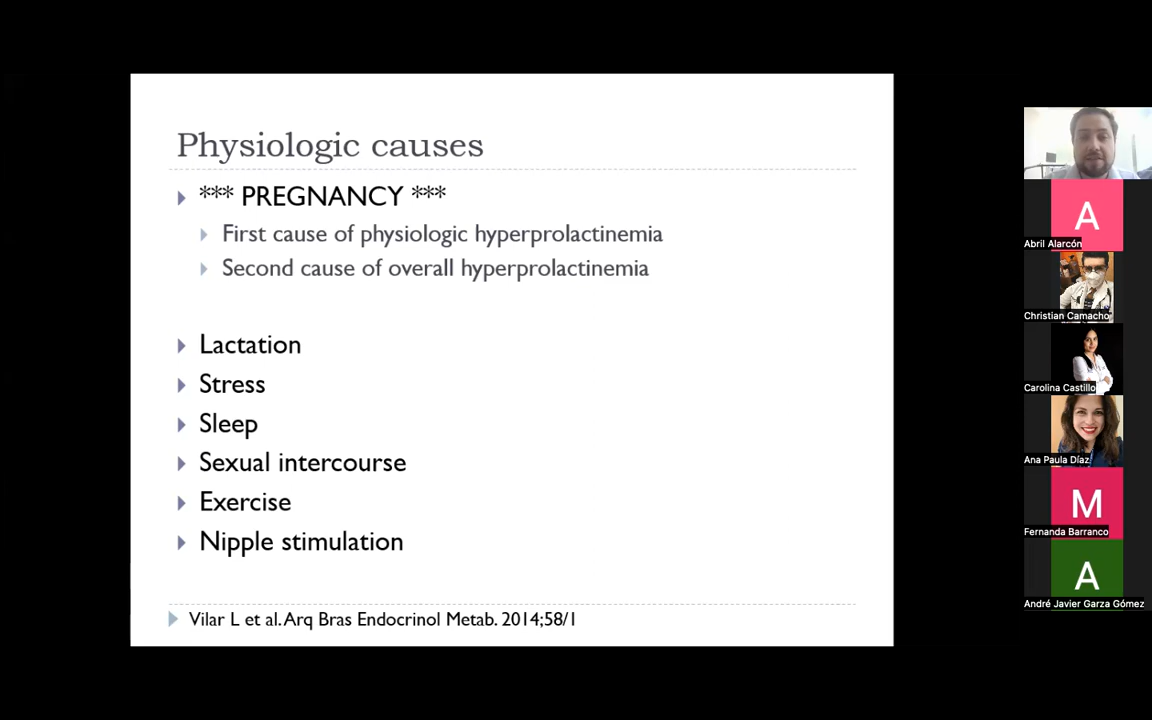 Physiologic causes
*** PREGNANCY ***
First cause of physiologic hyperprolactinemia
Second cause of overall hyperprolactinemia
Lactation
Stress
Sleep
Sexual intercourse
Exercise
Nipple stimulation
Vilar L et al. Arq Bras Endocrinol Metab. 2014;58/1
A
Abril Alarcón
Christian Camacho
Carolina Castillo
Ana Paula Díaz
M
Fernanda Barranco
A
André Javier Garza Gómez